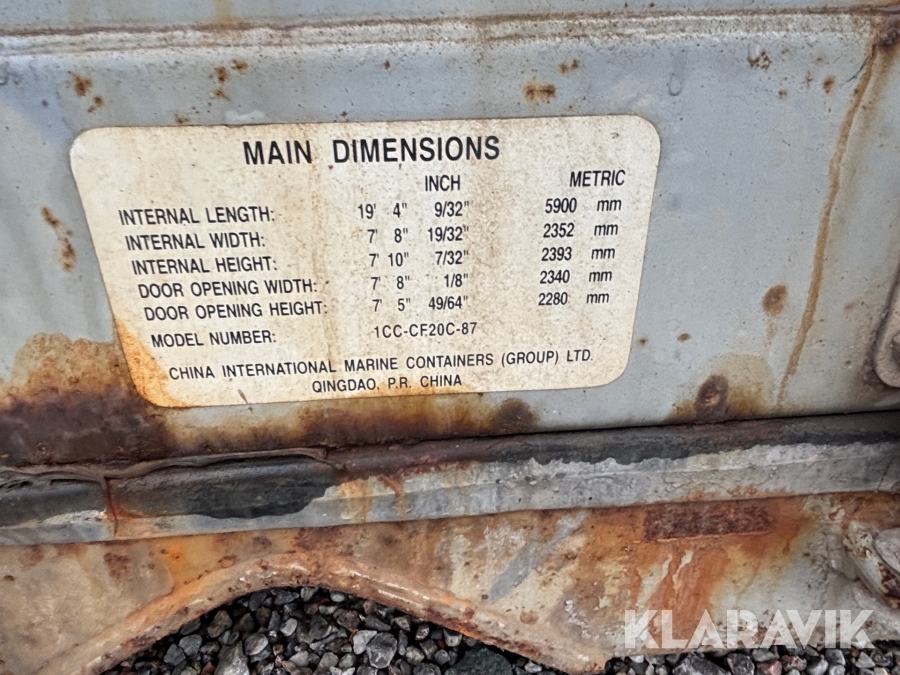 MAIN DIMENSIONS
INCH METRIC
INTERNAL LENGTH: 19' 4" 9/32" 5900 mm
INTERNAL WIDTH: 7' 8" 19/32" 2352 mm
INTERNAL HEIGHT: 7' 10" 7/32" 2393 mm
DOOR OPENING WIDTH: 7' 8" 1/8" 2340 mm
DOOR OPENING HEIGHT: 7' 5" 49/64" 2280 mm
MODEL NUMBER: 1CC-CF20C-87
CHINA INTERNATIONAL MARINE CONTAINERS (GROUP) LTD.
QINGDAO, P.R. CHINA
KLARAVIK